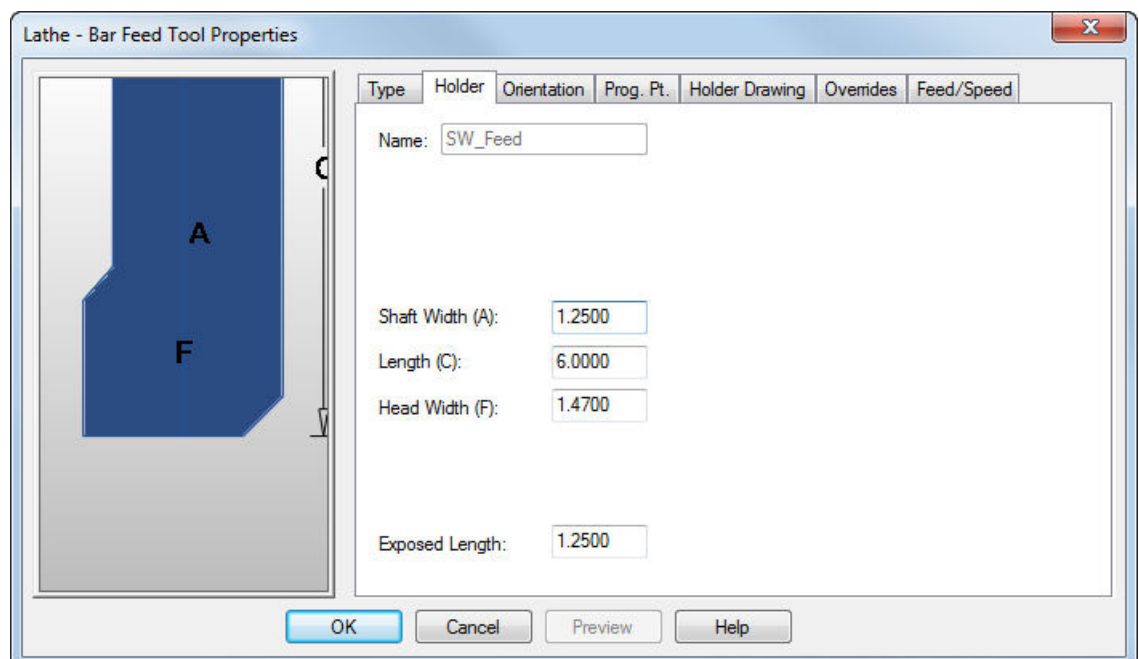 Lathe - Bar Feed Tool Properties
Type Holder Orientation Prog. Pt. Holder Drawing Overrides Feed/Speed
Name: SW_Feed
C
A
Shaft Width (A): 1.2500
F
Length (C): 6.0000
Head Width (F): 1.4700
Exposed Length: 1.2500
OK Cancel Preview Help